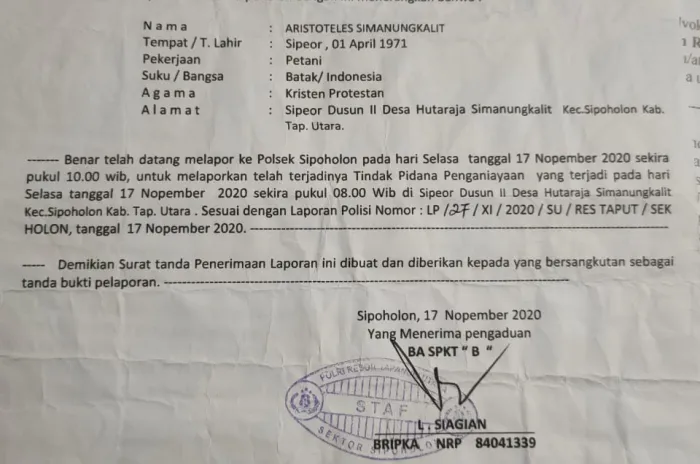 N a m a : ARISTOTELES SIMANUNGKALIT
Tempat / T. Lahir : Sipeor , 01 April 1971
Pekerjaan : Petani
Suku / Bangsa : Batak/ Indonesia
A g a m a : Kristen Protestan
A l a m a t : Sipeor Dusun II Desa Hutaraja Simanungkalit Kec.Sipoholon Kab.
Tap. Utara.
------- Benar telah datang melapor ke Polsek Sipoholon pada hari Selasa tanggal 17 Nopember 2020 sekira
pukul 10.00 wib, untuk melaporkan telah terjadinya Tindak Pidana Penganiayaan yang terjadi pada hari
Selasa tanggal 17 Nopember 2020 sekira pukul 08.00 Wib di Sipeor Dusun II Desa Hutaraja Simanungkalit
Kec.Sipoholon Kab. Tap. Utara . Sesuai dengan Laporan Polisi Nomor : LP /27/ XI / 2020 / SU / RES TAPUT / SEK
HOLON, tanggal 17 Nopember 2020. ---
----- Demikian Surat tanda Penerimaan Laporan ini dibuat dan diberikan kepada yang bersangkutan sebagai
tanda bukti pelaporan. ---
Sipoholon, 17 Nopember 2020
Yang Menerima pengaduan
BA SPKT " B "
STAF
SEKTOR
L. SIAGIAN
BRIPKA NRP 84041339